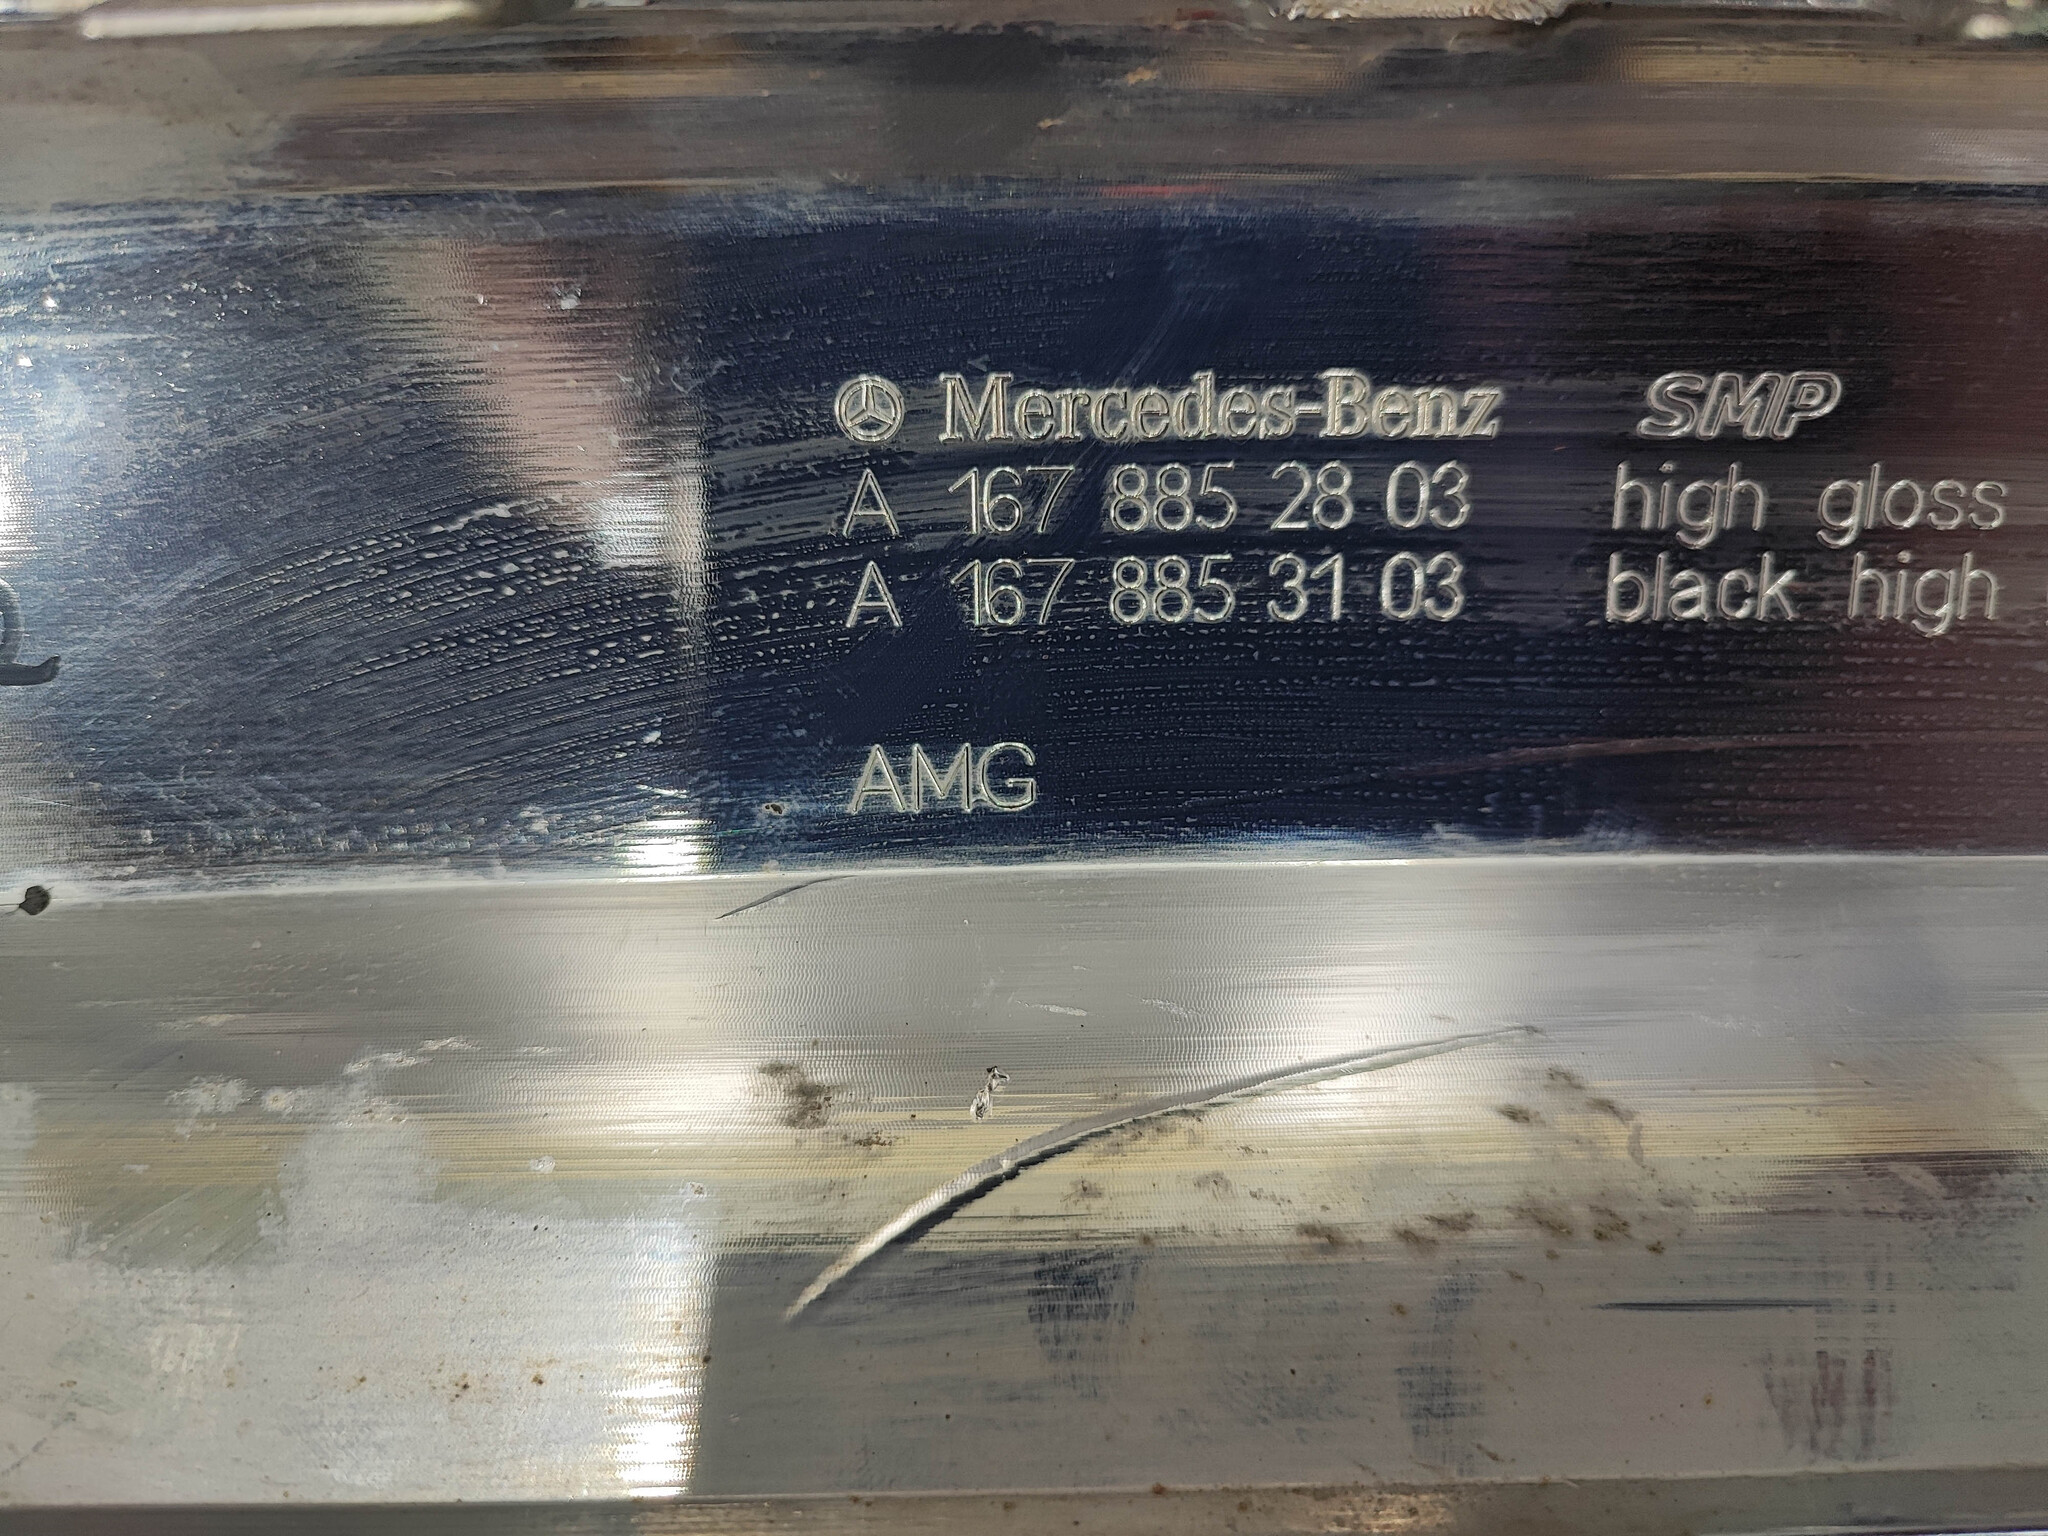 Mercedes-Benz SMP
A 167 885 28 03 high gloss
A 167 885 31 03 black high
AMG